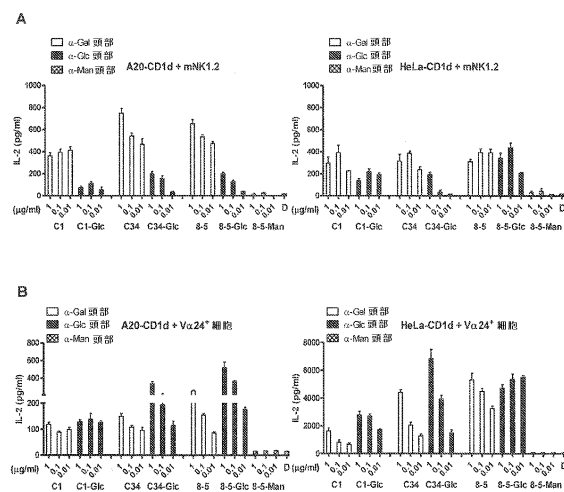 A
α-Gal 頭部
α-Glc 頭部
α-Man 頭部
A20-CD1d + mNK1.2
IL-2 (pg/ml)
1000
800
600
400
200
0
(μg/ml)
1 0.1 0.01 1 0.1 0.01 1 0.1 0.01 1 0.1 0.01 1 0.1 0.01 1 0.1 0.01 1 0.1 0.01 D
C1 C1-Glc C34 C34-Glc 8-5 8-5-Glc 8-5-Man
α-Gal 頭部
α-Glc 頭部
α-Man 頭部
HeLa-CD1d + mNK1.2
IL-2 (pg/ml)
1000
800
600
400
200
0
1 0.1 0.01 1 0.1 0.01 1 0.1 0.01 1 0.1 0.01 1 0.1 0.01 1 0.1 0.01 1 0.1 0.01 D
C1 C1-Glc C34 C34-Glc 8-5 8-5-Glc 8-5-Man
B
α-Gal 頭部
α-Glc 頭部
α-Man 頭部
A20-CD1d + Vα24⁺ 細胞
IL-2 (pg/ml)
800
600
400
200
100
0
(μg/ml)
1 0.1 0.01 1 0.1 0.01 1 0.1 0.01 1 0.1 0.01 1 0.1 0.01 1 0.1 0.01 1 0.1 0.01 D
C1 C1-Glc C34 C34-Glc 8-5 8-5-Glc 8-5-Man
α-Gal 頭部
α-Glc 頭部
α-Man 頭部
HeLa-CD1d + Vα24⁺ 細胞
IL-2 (pg/ml)
8000
6000
4000
2000
0
(μg/ml)
1 0.1 0.01 1 0.1 0.01 1 0.1 0.01 1 0.1 0.01 1 0.1 0.01 1 0.1 0.01 1 0.1 0.01 D
C1 C1-Glc C34 C34-Glc 8-5 8-5-Glc 8-5-Man